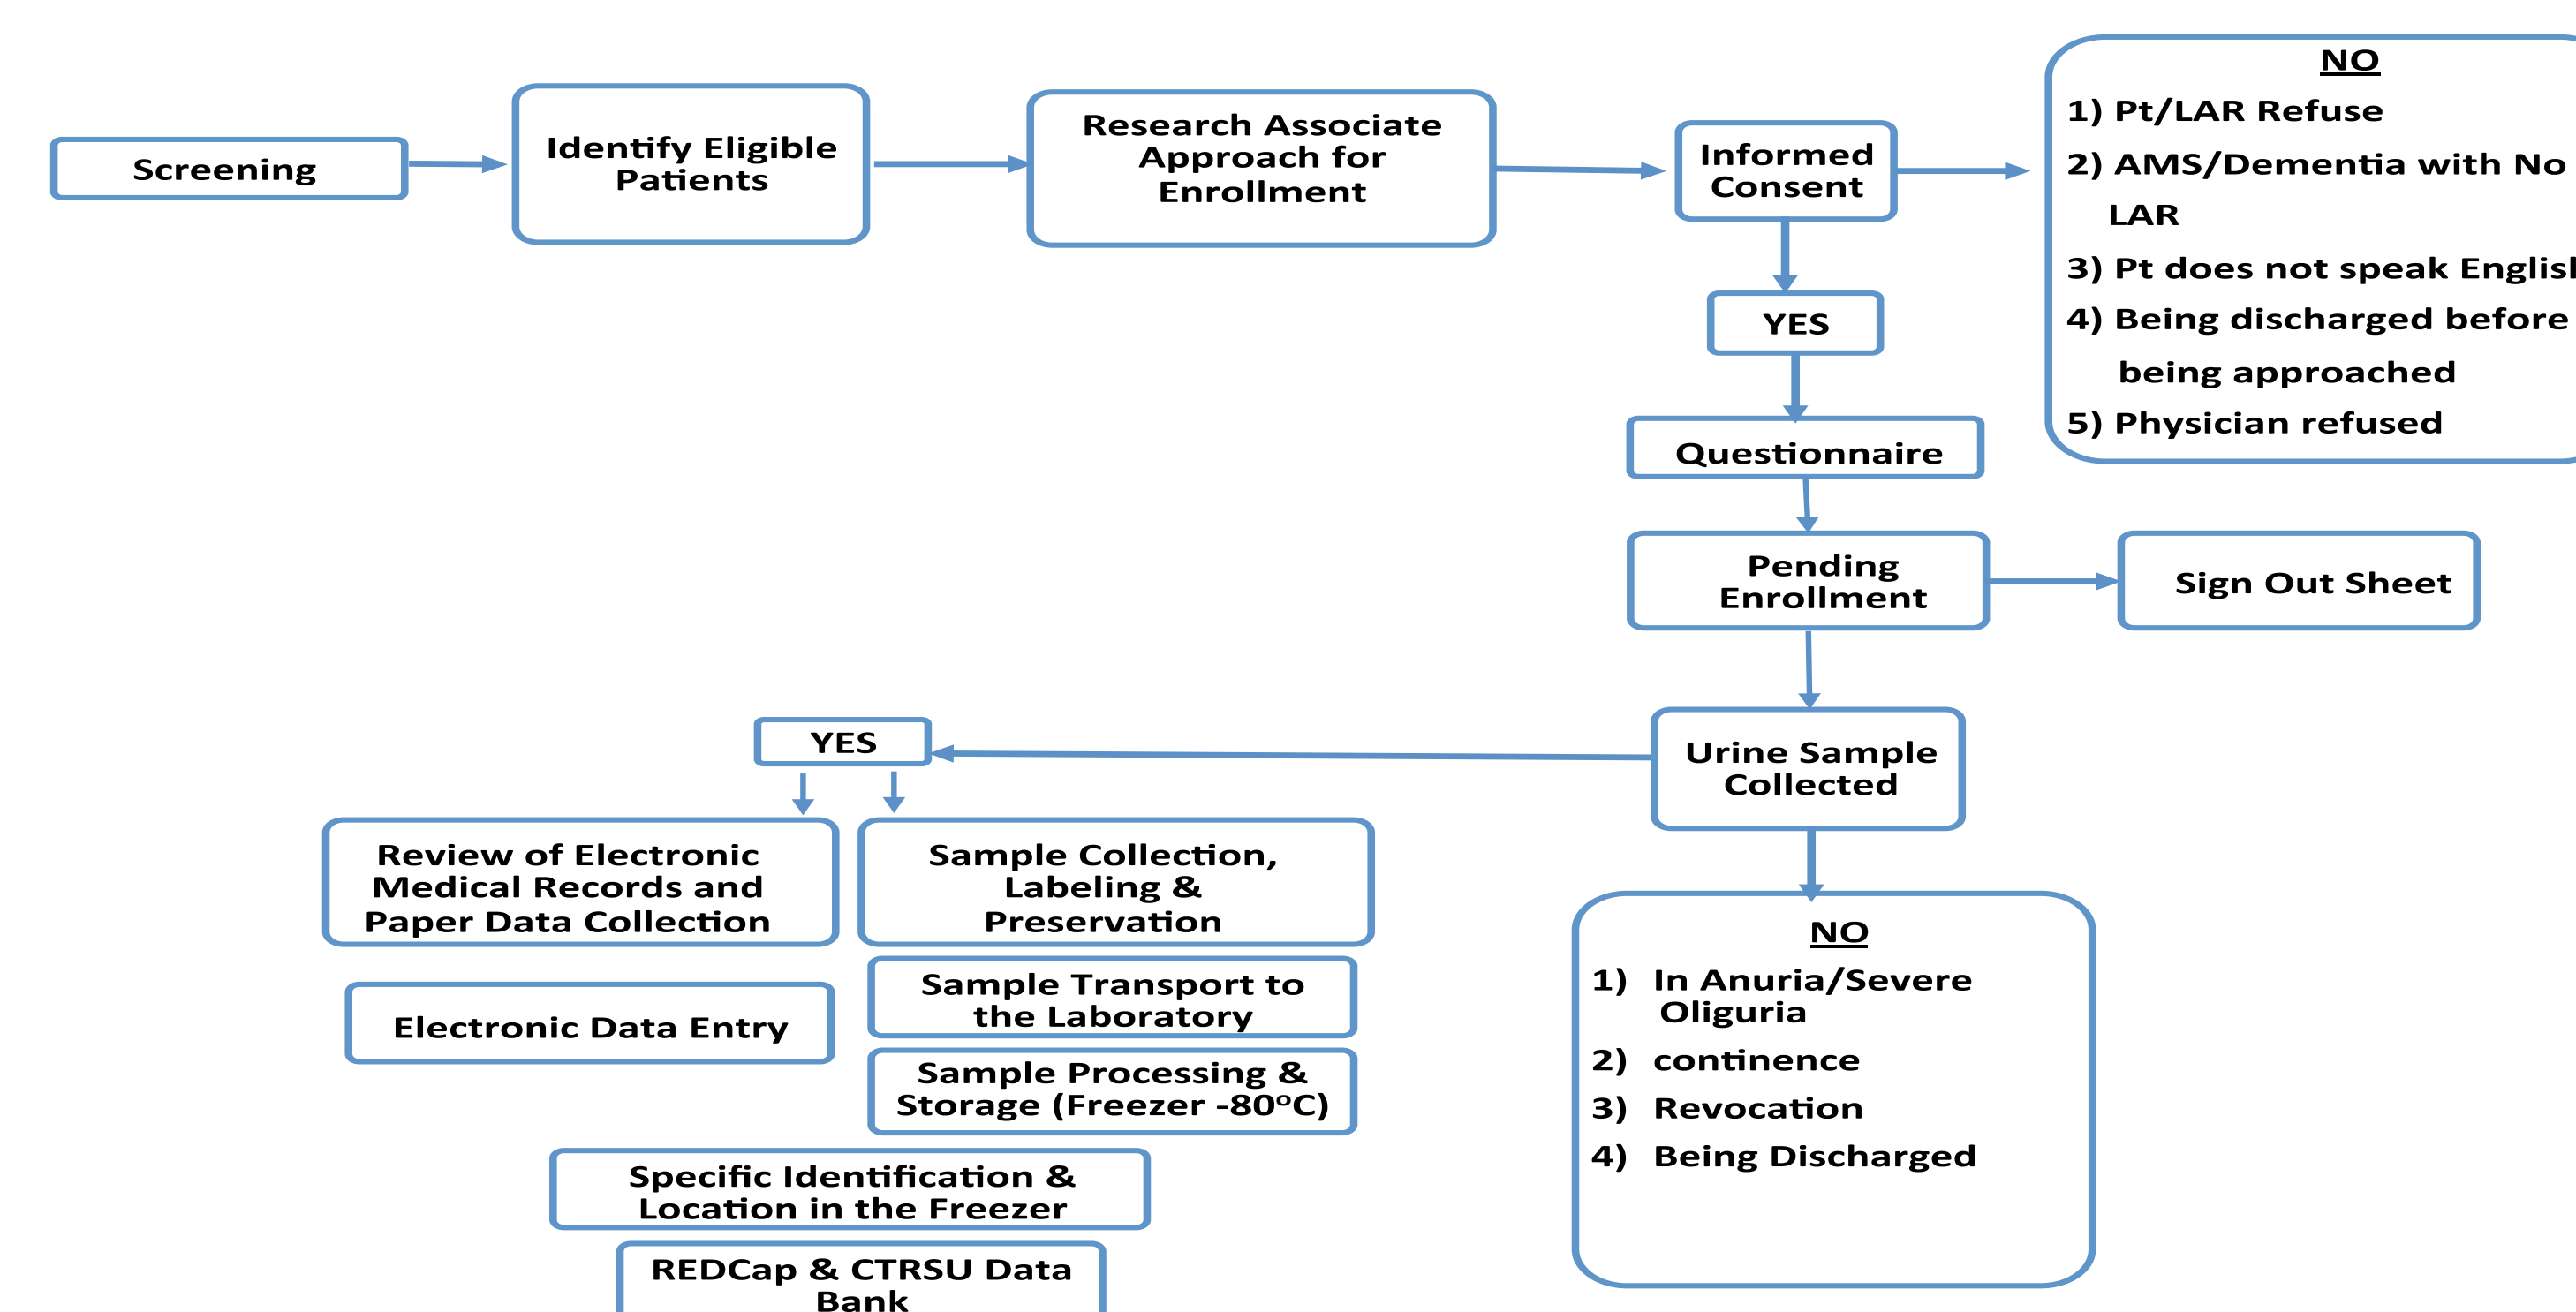 Screening
Identify Eligible
Patients
Research Associate
Approach for
Enrollment
Informed
Consent
NO
1) Pt/LAR Refuse
2) AMS/Dementia with No
LAR
3) Pt does not speak Englis
4) Being discharged before
being approached
5) Physician refused
YES
Questionnaire
Pending
Enrollment
Sign Out Sheet
Urine Sample
Collected
YES
Review of Electronic
Medical Records and
Paper Data Collection
Sample Collection,
Labeling &
Preservation
Electronic Data Entry
Sample Transport to
the Laboratory
Sample Processing &
Storage (Freezer -80ºC)
Specific Identification &
Location in the Freezer
REDCap & CTRSU Data
Bank
NO
1) In Anuria/Severe
Oliguria
2) continence
3) Revocation
4) Being Discharged